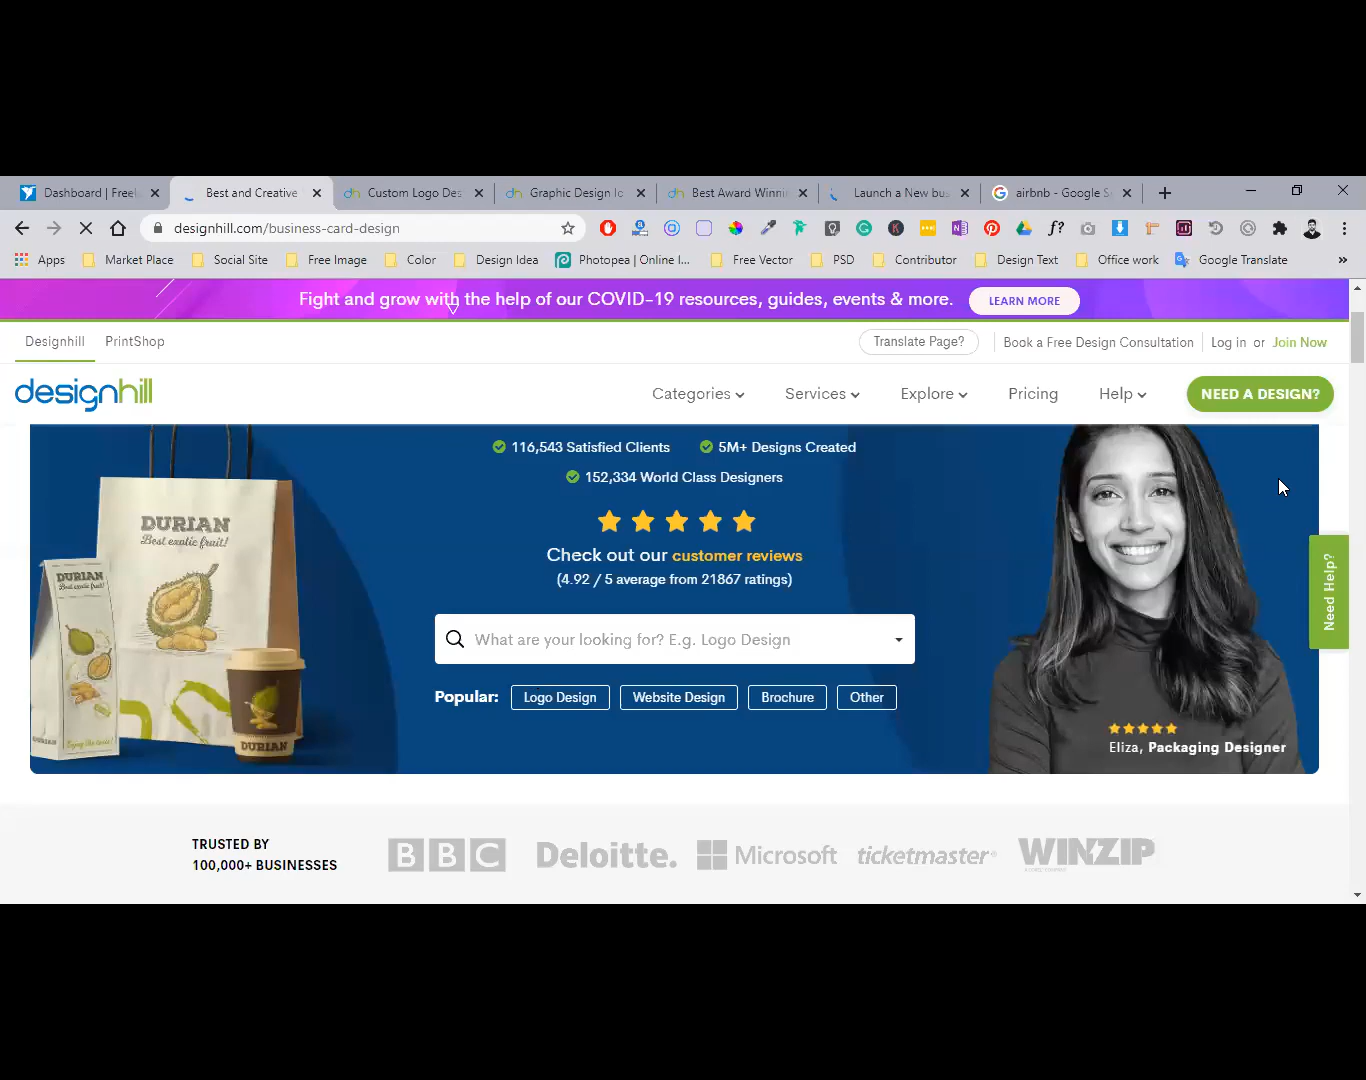 Dashboard | Freel
Best and Creative
Custom Logo Des
Graphic Design Ic
Best Award Winni
Launch a New bus
airbnb - Google S
designhill.com/business-card-design
Apps
Market Place
Social Site
Free Image
Color
Design Idea
Photopea | Online I...
Free Vector
PSD
Contributor
Design Text
Office work
Google Translate
»
Fight and grow with the help of our COVID-19 resources, guides, events & more.
LEARN MORE
Designhill
PrintShop
Translate Page?
Book a Free Design Consultation
Log in or Join Now
designhill
Categories
Services
Explore
Pricing
Help
NEED A DESIGN?
116,543 Satisfied Clients
5M+ Designs Created
152,334 World Class Designers
DURIAN
Best exotic fruit!
DURIAN
Best exotic fruit!
DURIAN
Check out our customer reviews
(4.92 / 5 average from 21867 ratings)
What are your looking for? E.g. Logo Design
Popular:
Logo Design
Website Design
Brochure
Other
Eliza, Packaging Designer
Need Help?
TRUSTED BY
100,000+ BUSINESSES
BBC
Deloitte.
Microsoft
ticketmaster
WINZIP